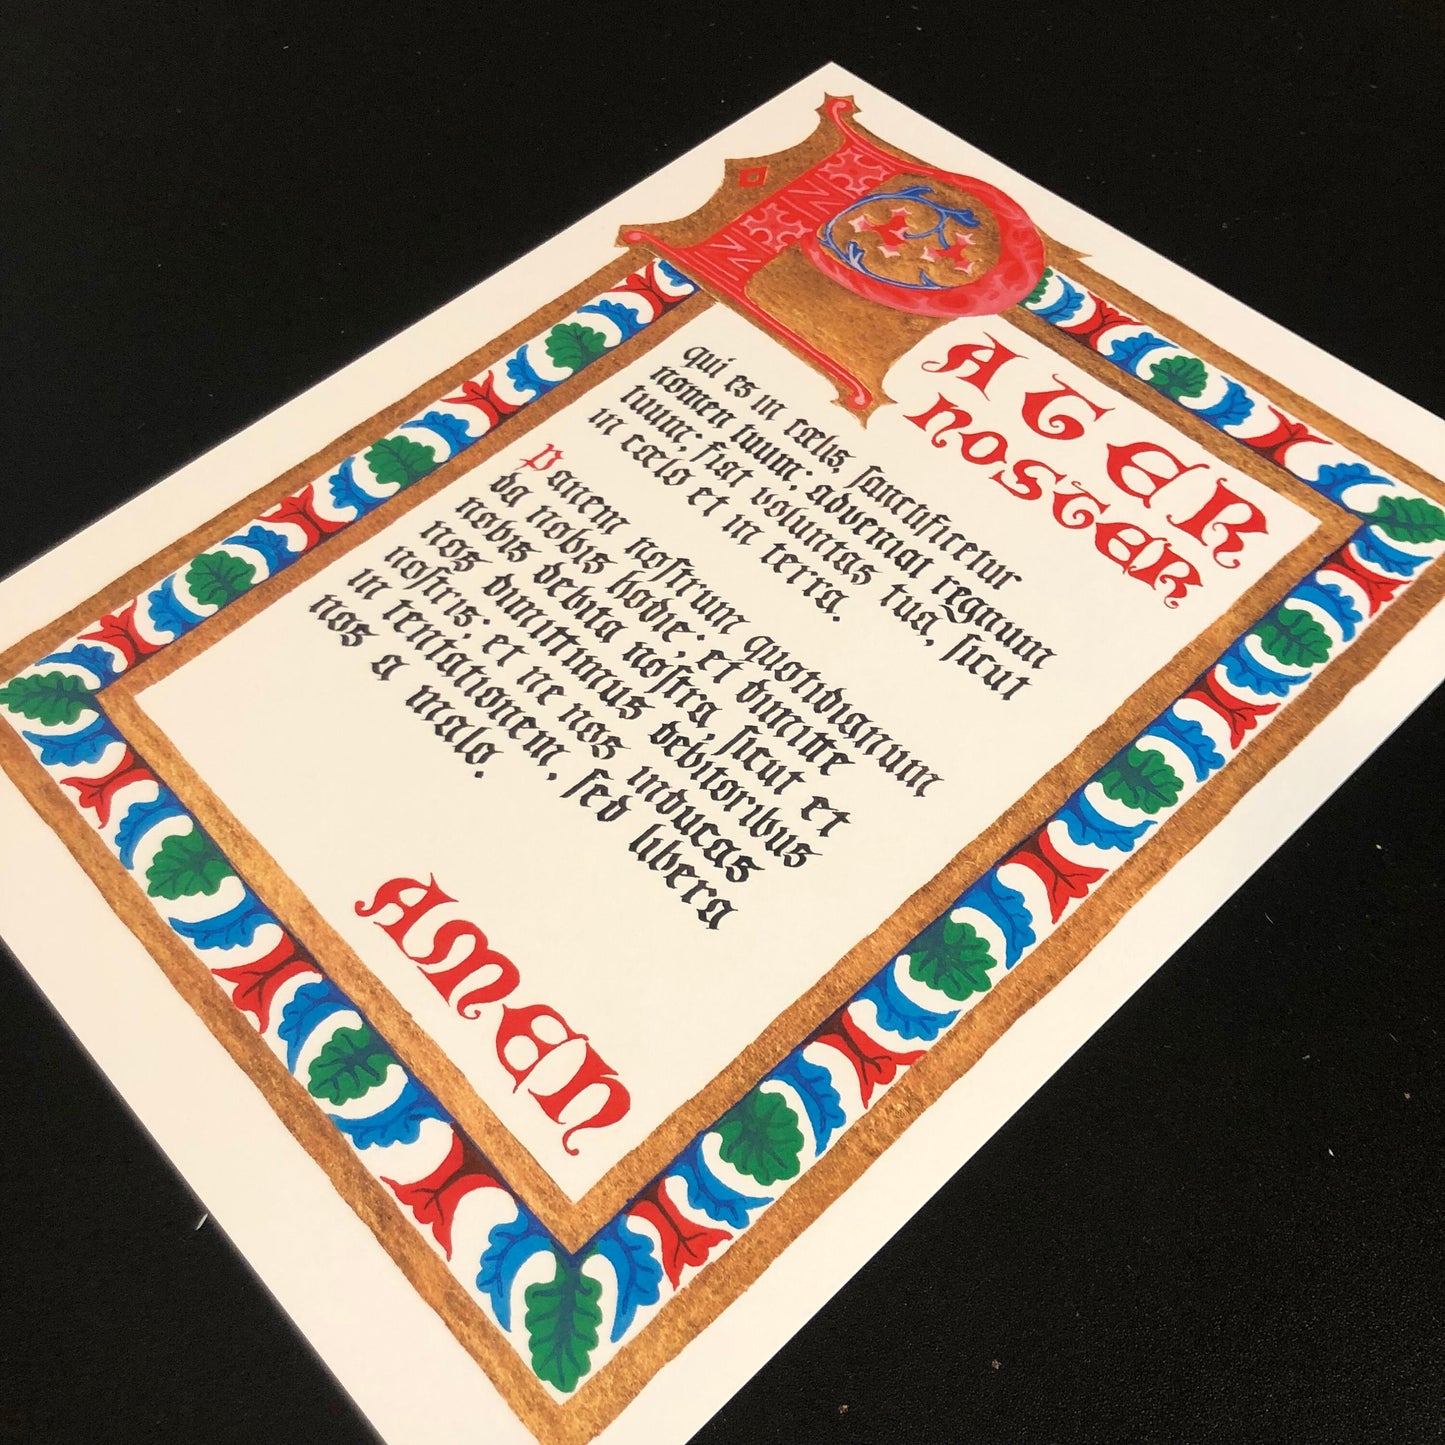 PATER
NOSTER
qui es in cælis, ſanctificetur
nomen tuum; adveniat regnum
tuum; fiat voluntas tua, ſicut
in cælo et in terra.
Panem noſtrum quotidianum
da nobis hodie; et dimitte
nobis debita noſtra, ſicut et
nos dimittimus debitoribus
noſtris; et ne nos inducas
in tentationem, ſed libera
nos a malo.
AMEN